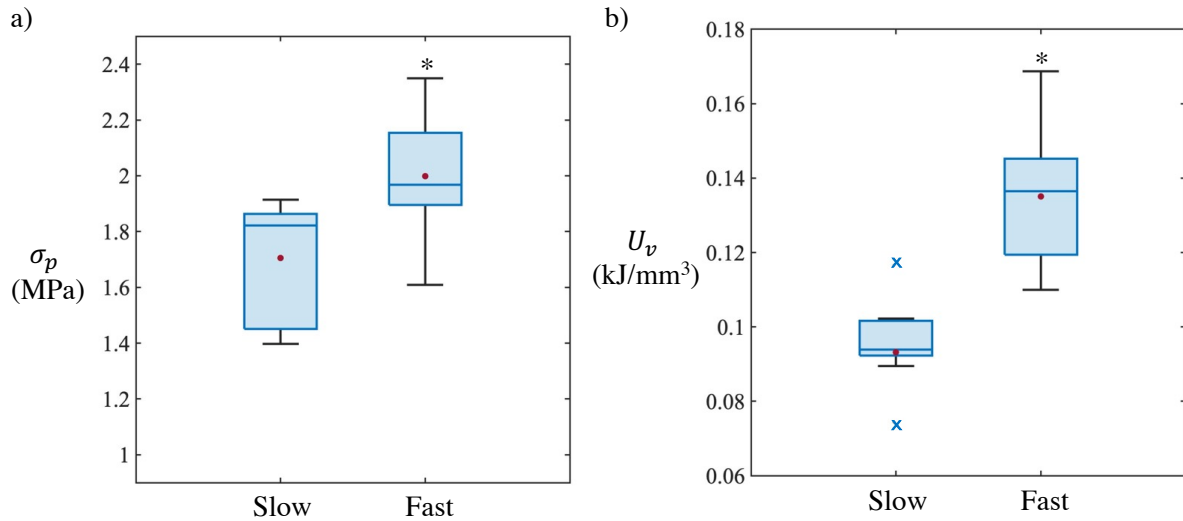 a)
σₚ
(MPa)
2.4
2.2
2
1.8
1.6
1.4
1.2
1
*
Slow Fast
b)
Uᵥ
(kJ/mm³)
0.18
0.16
0.14
0.12
0.1
0.08
0.06
*
Slow Fast